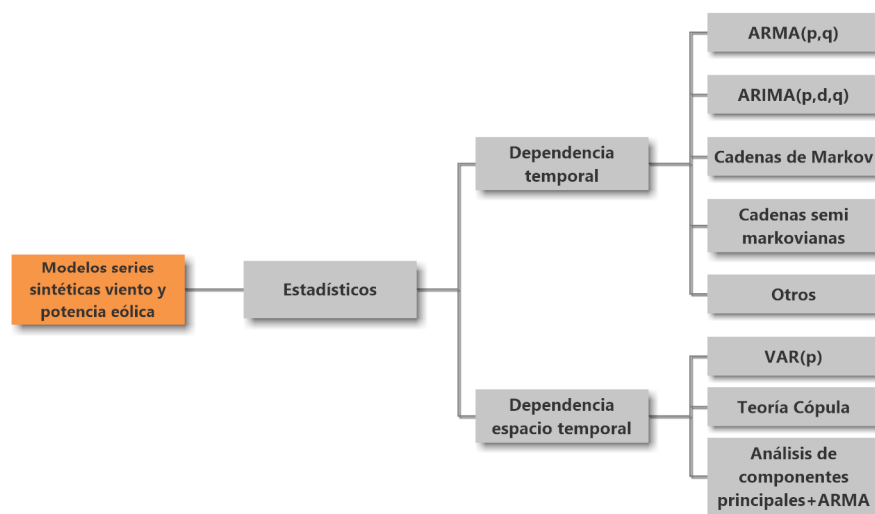 Modelos series
sintéticas viento y
potencia eólica
Estadísticos
Dependencia
temporal
ARMA(p,q)
ARIMA(p,d,q)
Cadenas de Markov
Cadenas semi
markovianas
Otros
Dependencia
espacio temporal
VAR(p)
Teoría Cópula
Análisis de
componentes
principales+ARMA